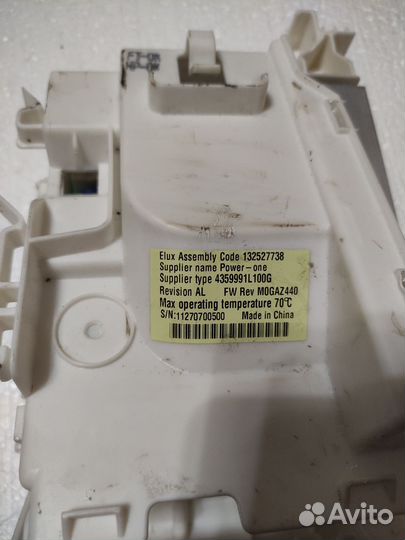 Elux Assembly Code 132527738
Supplier name Power-one
Supplier type 4359991L100G
Revision AL FW Rev M0GAZ440
Max operating temperature 70°C
S/N:11270700500 Made in China
Avito